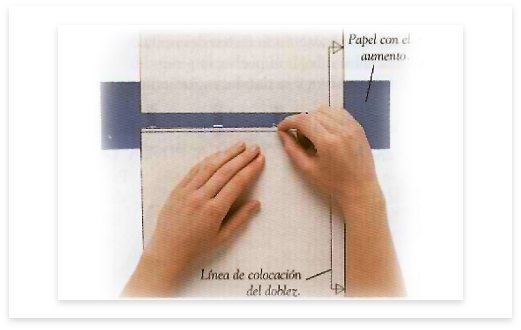 Papel con el
aumento.
Línea de colocación
del doblez.